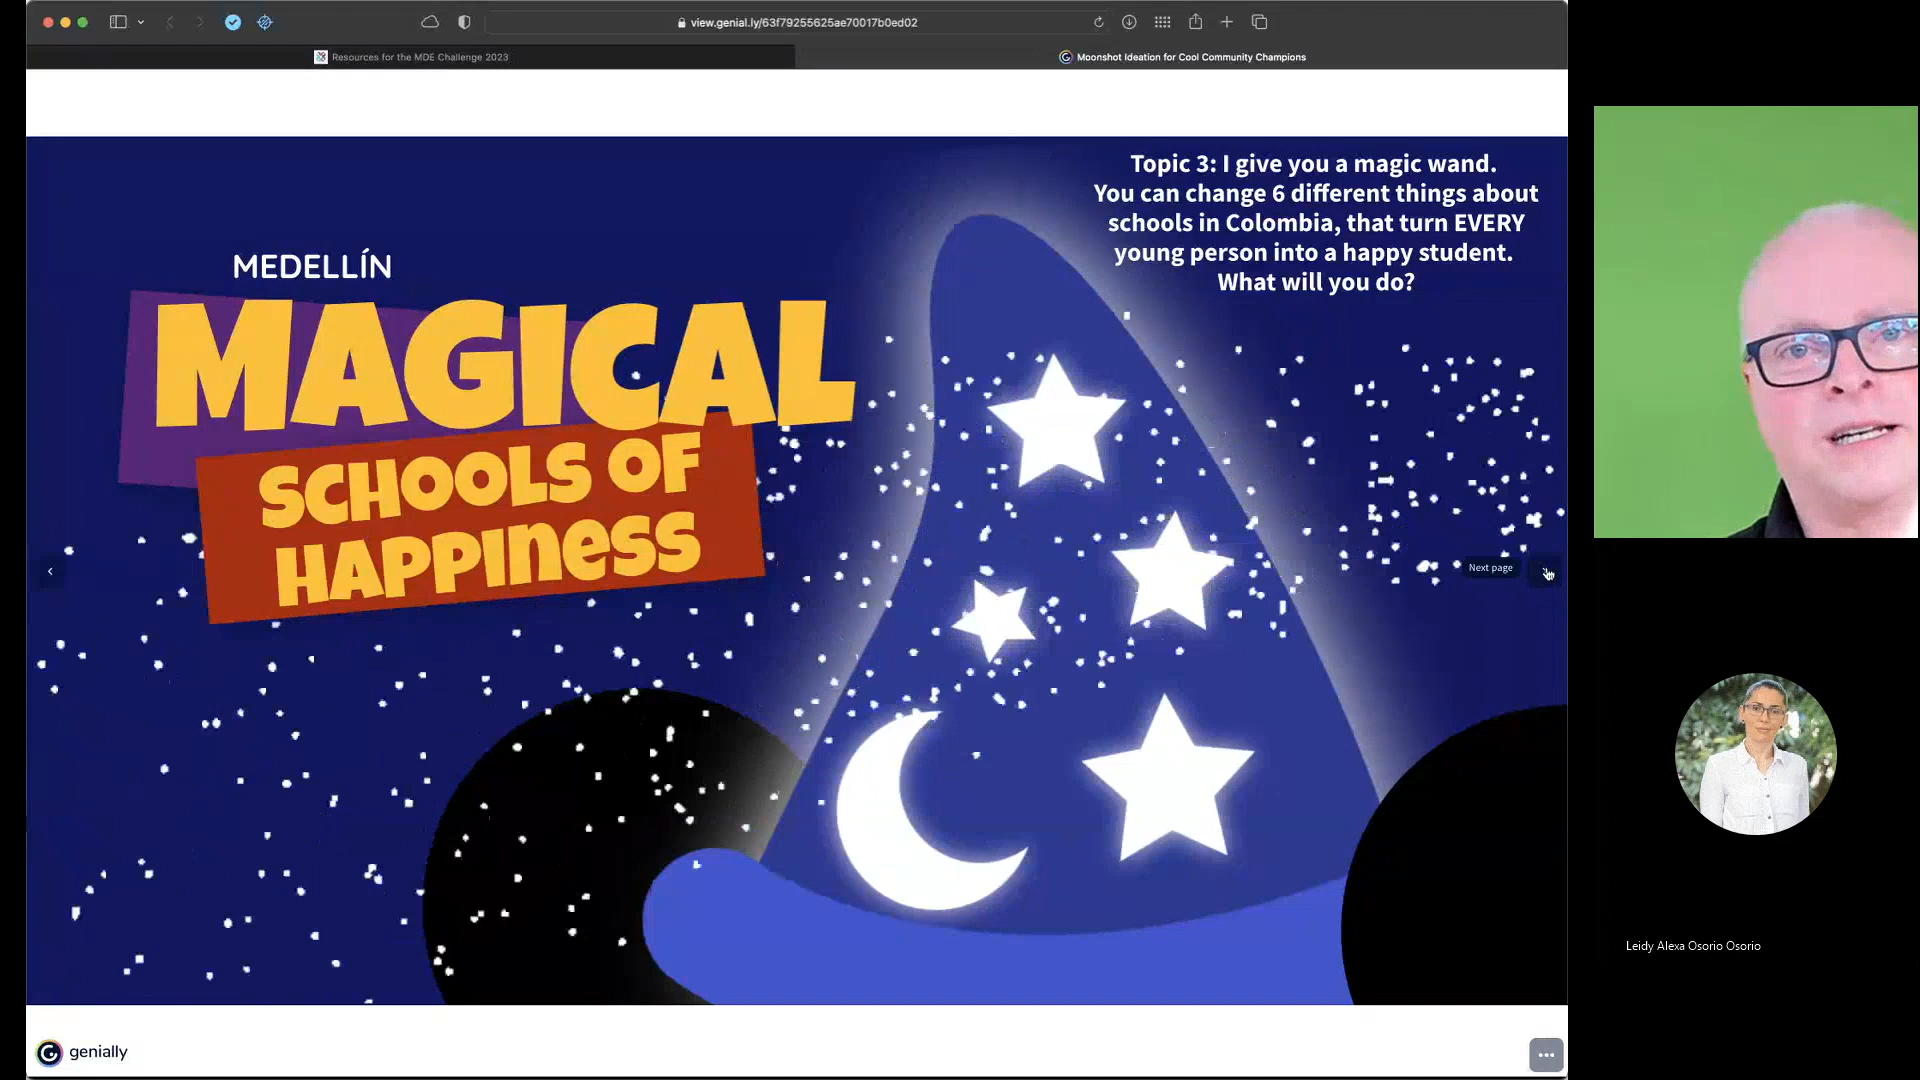 view.genial.ly/63f79255625ae70017b0ed02
Resources for the MDE Challenge 2023
Moonshot Ideation for Cool Community Champions
Topic 3: I give you a magic wand.
You can change 6 different things about
schools in Colombia, that turn EVERY
young person into a happy student.
What will you do?
MEDELLÍN
MAGICAL
SCHOOLS OF
HAPPINESS
Next page
Leidy Alexa Osorio Osorio
genially